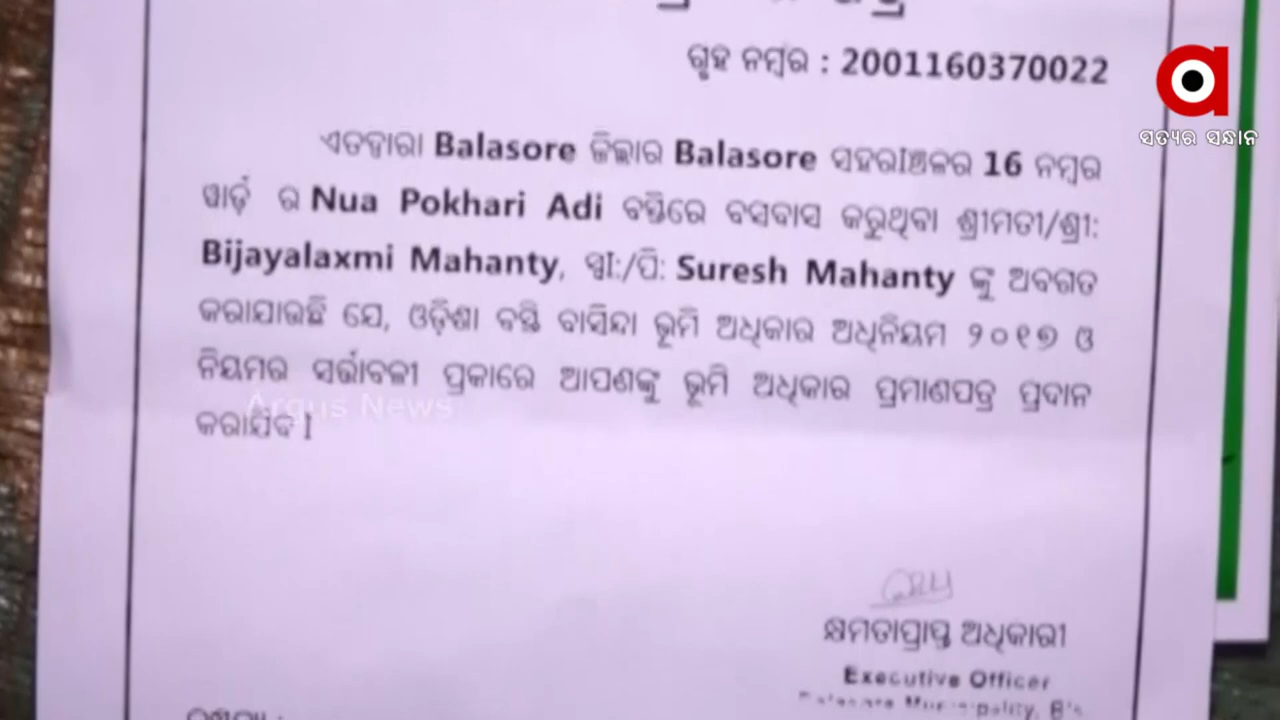 ଗୃହ ନମ୍ବର : 2001160370022
ସତ୍ୟର ସନ୍ଧାନ
ଏତଦ୍ୱାରା Balasore ଜିଲ୍ଲାର Balasore ସହରାଞ୍ଚଳର 16 ନମ୍ବର
ୱାର୍ଡ଼ ର Nua Pokhari Adi ବସ୍ତିରେ ବସବାସ କରୁଥିବା ଶ୍ରୀମତୀ/ଶ୍ରୀ:
Bijayalaxmi Mahanty, ସ୍ୱା:/ପି: Suresh Mahanty ଙ୍କୁ ଅବଗତ
କରାଯାଉଛି ଯେ, ଓଡ଼ିଶା ବସ୍ତି ବାସିନ୍ଦା ଭୂମି ଅଧିକାର ଅଧିନିୟମ ୨୦୧୭ ଓ
ନିୟମର ସର୍ତ୍ତାବଳୀ ପ୍ରକାରେ ଆପଣଙ୍କୁ ଭୂମି ଅଧିକାର ପ୍ରମାଣପତ୍ର ପ୍ରଦାନ
Argus News
କରାଯିବ।
କ୍ଷମତାପ୍ରାପ୍ତ ଅଧିକାରୀ
Executive Officer
Balasore Municipality,